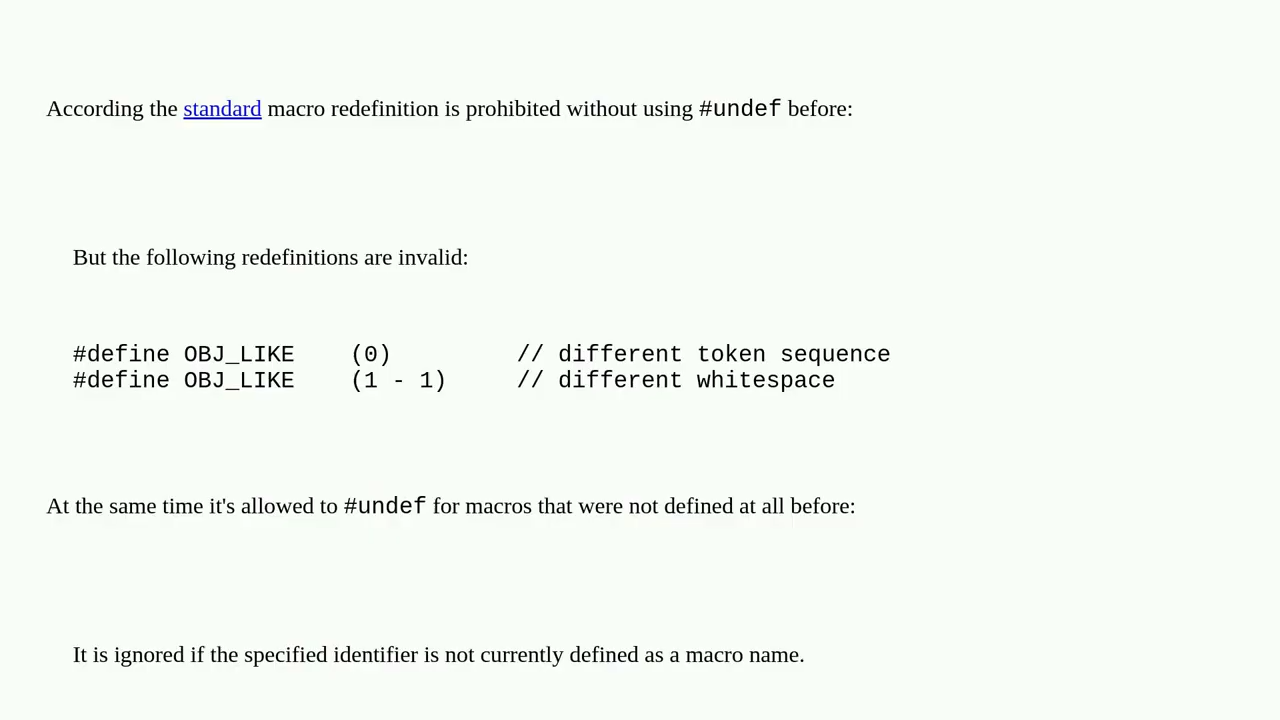 According the standard macro redefinition is prohibited without using #undef before:
But the following redefinitions are invalid:
#define OBJ_LIKE    (0)         // different token sequence
#define OBJ_LIKE    (1 - 1)     // different whitespace
At the same time it's allowed to #undef for macros that were not defined at all before:
It is ignored if the specified identifier is not currently defined as a macro name.